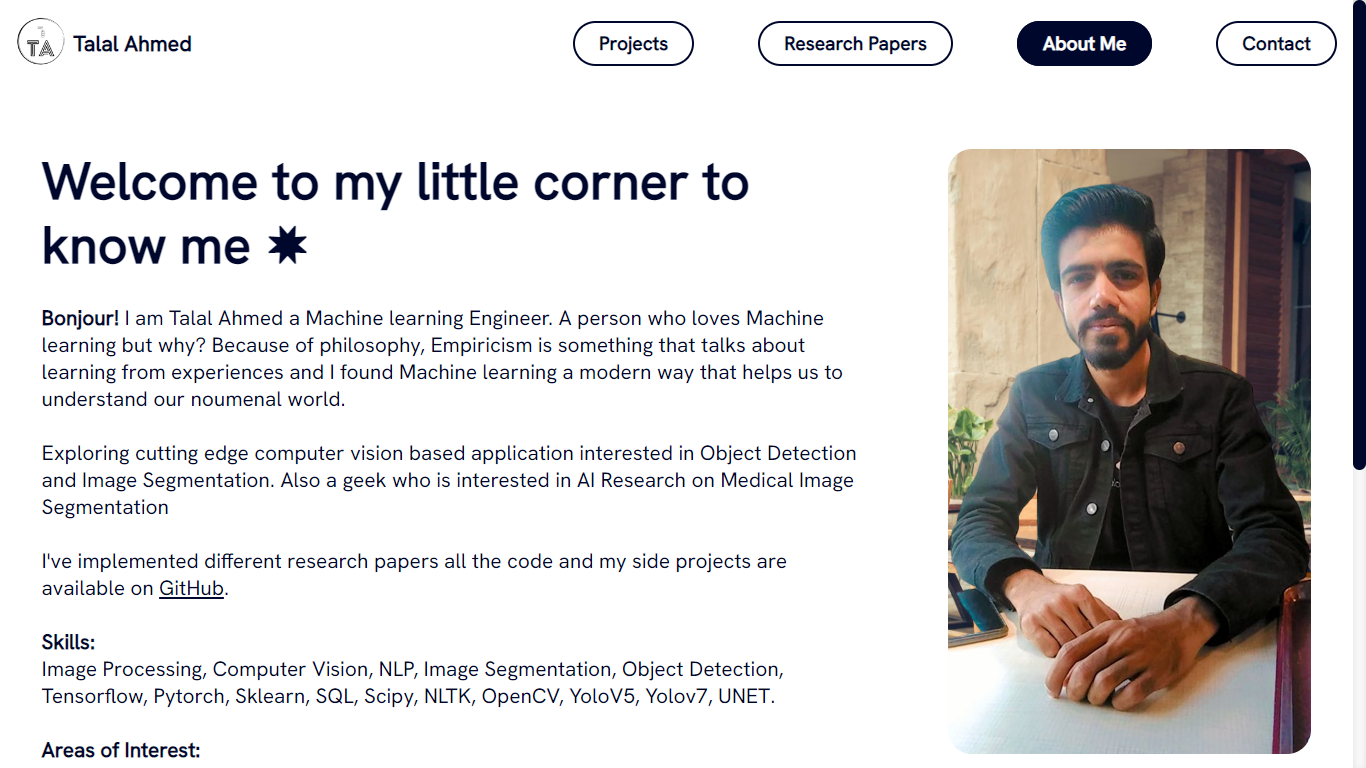 TA
Talal Ahmed
Projects
Research Papers
About Me
Contact
Welcome to my little corner to
know me ✷
Bonjour! I am Talal Ahmed a Machine learning Engineer. A person who loves Machine
learning but why? Because of philosophy, Empiricism is something that talks about
learning from experiences and I found Machine learning a modern way that helps us to
understand our noumenal world.
Exploring cutting edge computer vision based application interested in Object Detection
and Image Segmentation. Also a geek who is interested in AI Research on Medical Image
Segmentation
I've implemented different research papers all the code and my side projects are
available on GitHub.
Skills:
Image Processing, Computer Vision, NLP, Image Segmentation, Object Detection,
Tensorflow, Pytorch, Sklearn, SQL, Scipy, NLTK, OpenCV, YoloV5, Yolov7, UNET.
Areas of Interest: